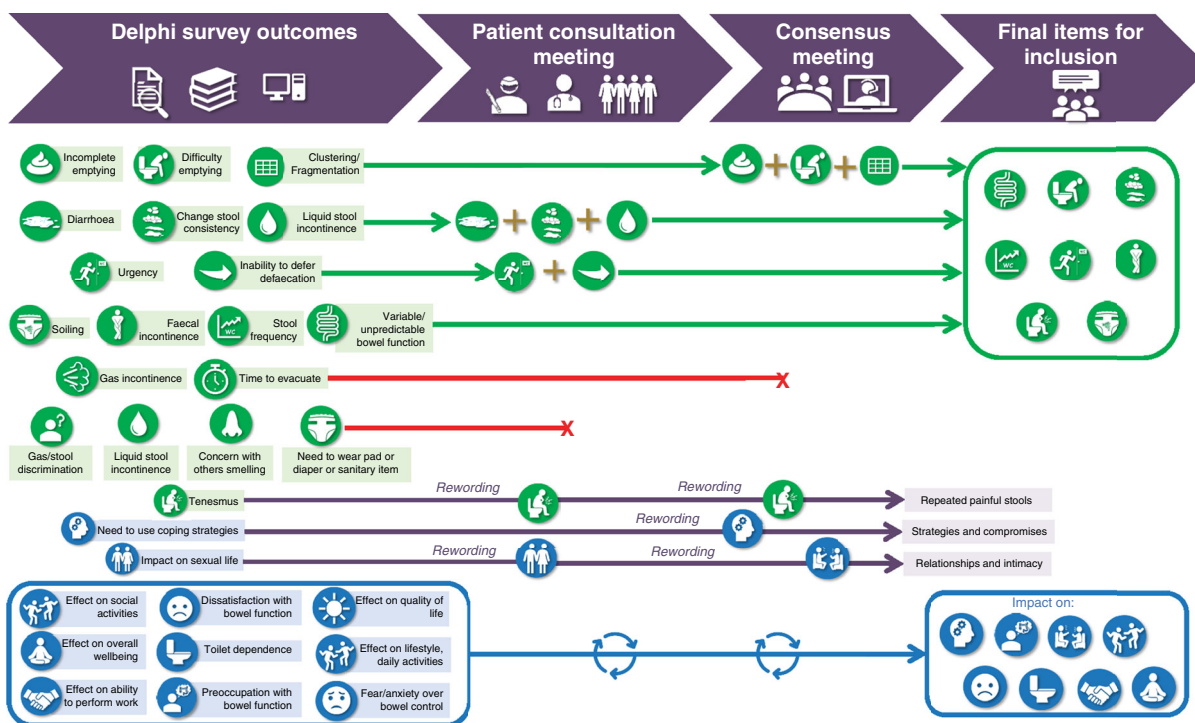 Delphi survey outcomes
Patient consultation
meeting
Consensus
meeting
Final items for
inclusion
Incomplete
emptying
Difficulty
emptying
Clustering/
Fragmentation
Diarrhoea
Change stool
consistency
Liquid stool
incontinence
Urgency
Inability to defer
defaecation
Soiling
Faecal
incontinence
WC
Stool
frequency
Variable/
unpredictable
bowel function
WC
Gas incontinence
Time to evacuate
X
X
Gas/stool
discrimination
Liquid stool
incontinence
Concern with
others smelling
Need to wear pad or
diaper or sanitary item
Tenesmus
Rewording
Rewording
Repeated painful stools
Need to use coping strategies
Rewording
Strategies and compromises
Impact on sexual life
Rewording
Rewording
Relationships and intimacy
Effect on social
activities
Dissatisfaction with
bowel function
Effect on quality of
life
Effect on overall
wellbeing
Toilet dependence
Effect on lifestyle,
daily activities
Effect on ability
to perform work
Preoccupation with
bowel function
Fear/anxiety over
bowel control
Impact on: